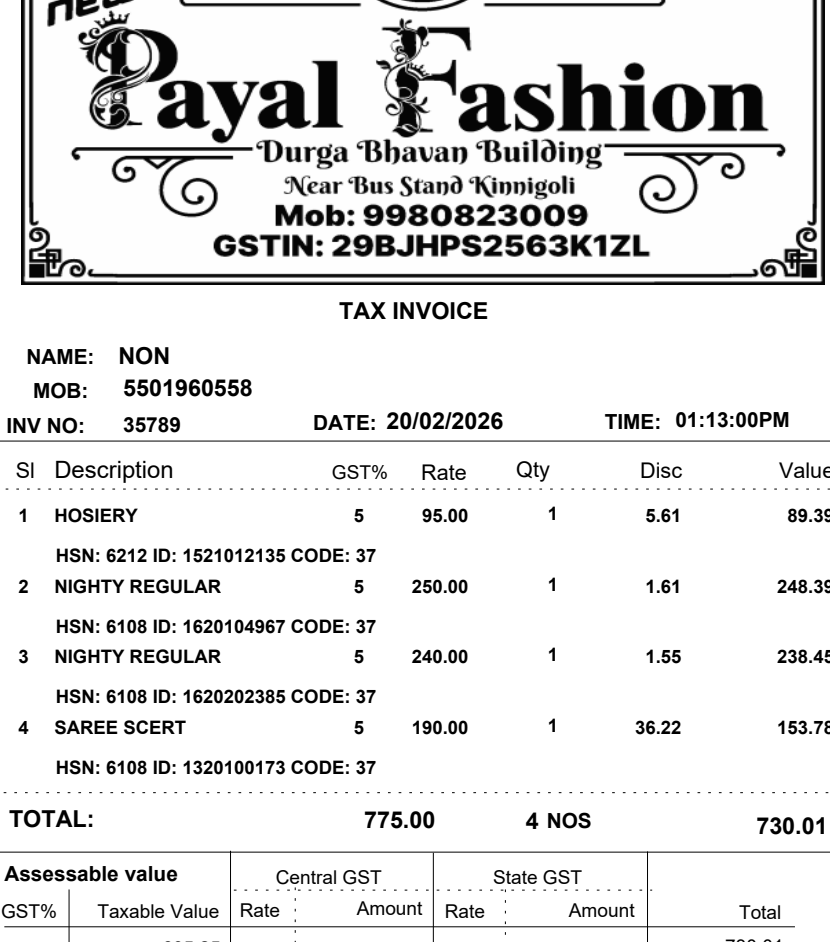 new
Payal Fashion
Durga Bhavan Building
Near Bus Stand Kinnigoli
Mob: 9980823009
GSTIN: 29BJHPS2563K1ZL
TAX INVOICE
NAME: NON
MOB: 5501960558
INV NO: 35789 DATE: 20/02/2026 TIME: 01:13:00PM
Sl Description GST% Rate Qty Disc Value
1 HOSIERY 5 95.00 1 5.61 89.39
HSN: 6212 ID: 1521012135 CODE: 37
2 NIGHTY REGULAR 5 250.00 1 1.61 248.39
HSN: 6108 ID: 1620104967 CODE: 37
3 NIGHTY REGULAR 5 240.00 1 1.55 238.45
HSN: 6108 ID: 1620202385 CODE: 37
4 SAREE SCERT 5 190.00 1 36.22 153.78
HSN: 6108 ID: 1320100173 CODE: 37
TOTAL: 775.00 4 NOS 730.01
Assessable value Central GST State GST
GST% Taxable Value Rate Amount Rate Amount Total